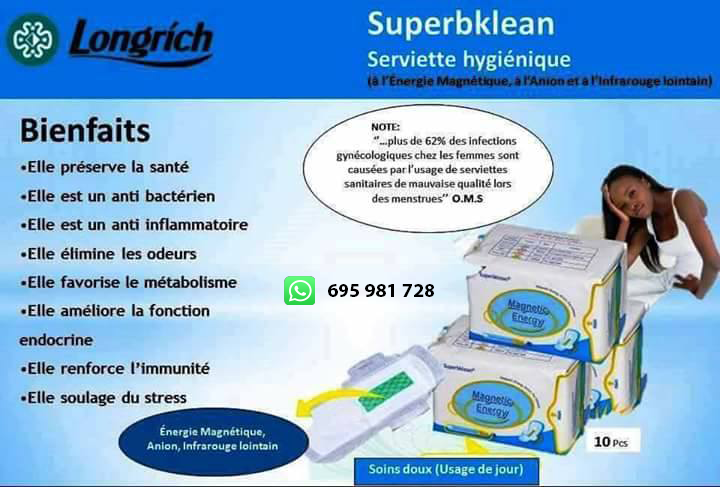 Longrich
Superbklean
Serviette hygiénique
(à l'Énergie Magnétique, à l'Anion et à l'Infrarouge lointain)
Bienfaits
•Elle préserve la santé
•Elle est un anti bactérien
•Elle est un anti inflammatoire
•Elle élimine les odeurs
•Elle favorise le métabolisme
•Elle améliore la fonction
endocrine
•Elle renforce l'immunité
•Elle soulage du stress
NOTE:
"...plus de 62% des infections
gynécologiques chez les femmes sont
causées par l'usage de serviettes
sanitaires de mauvaise qualité lors
des menstrues" O.M.S
695 981 728
Superbklean
Magnetic
Energy
Superbklean
Magnetic
Energy
Énergie Magnétique,
Anion, Infrarouge lointain
10 Pcs
Soins doux (Usage de jour)